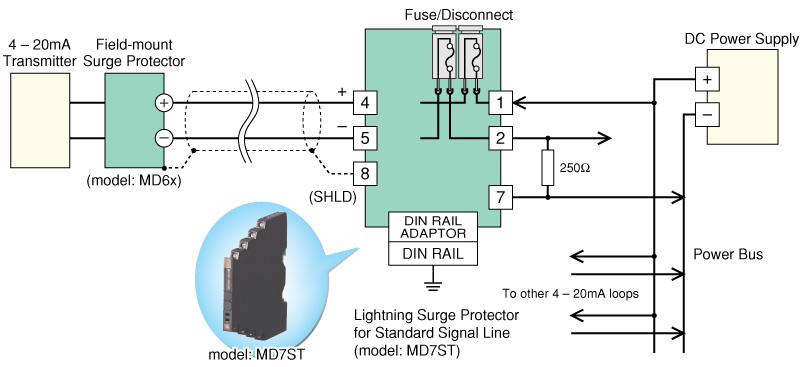 Fuse/Disconnect
4 – 20mA
Transmitter
Field-mount
Surge Protector
DC Power Supply
+
–
+
–
+
–
4
5
8
1
2
7
250Ω
(model: MD6x)
(SHLD)
DIN RAIL
ADAPTOR
DIN RAIL
Power Bus
To other 4 – 20mA loops
Lightning Surge Protector
for Standard Signal Line
(model: MD7ST)
model: MD7ST